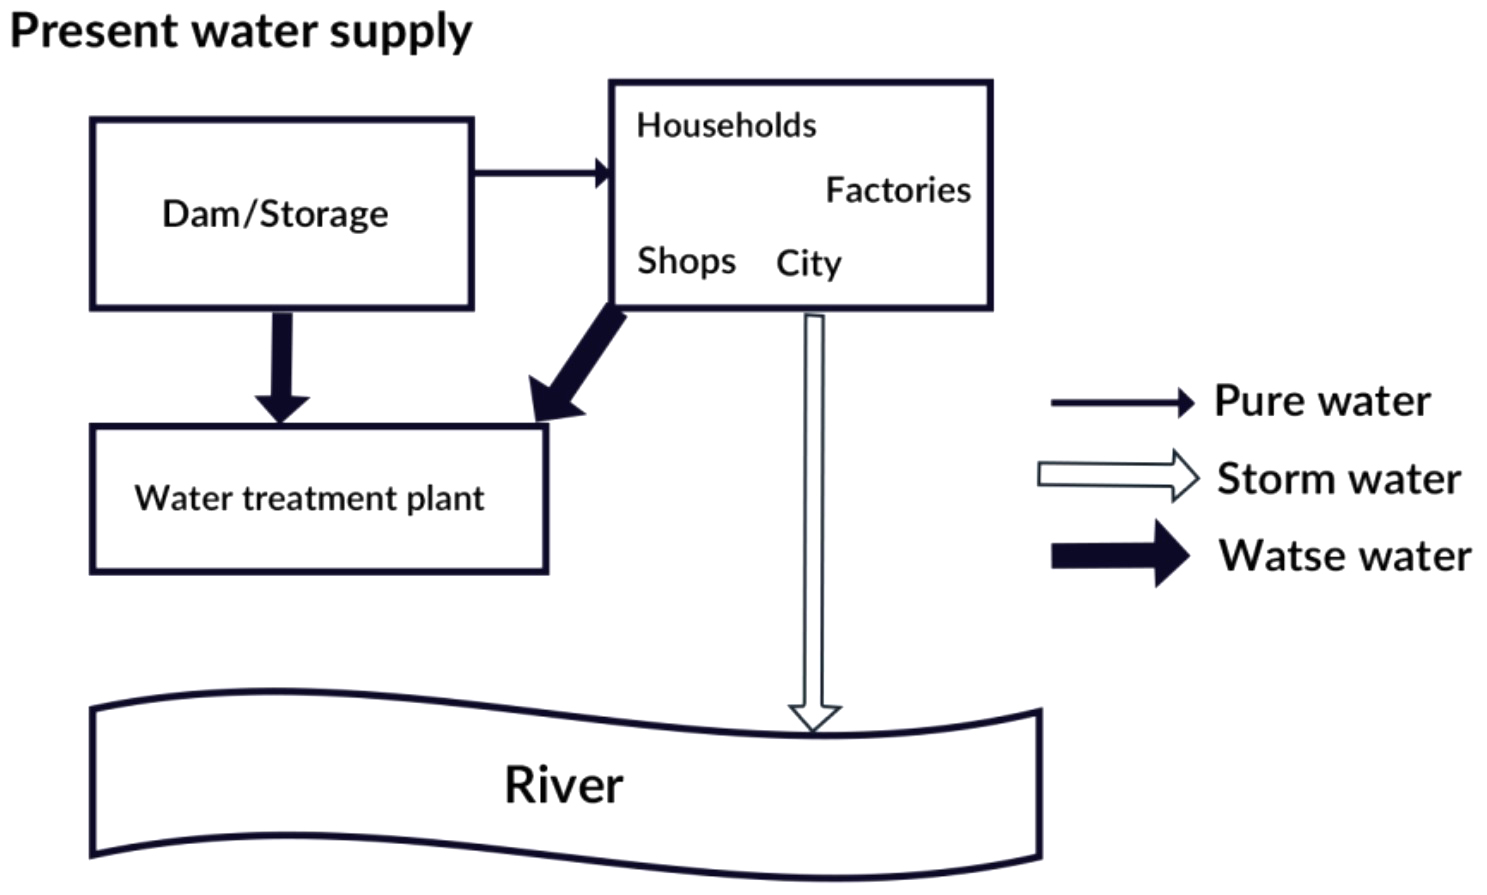 Present water supply
Households
Factories
Dam/Storage
Shops City
Pure water
Storm water
Watse water
Water treatment plant
River